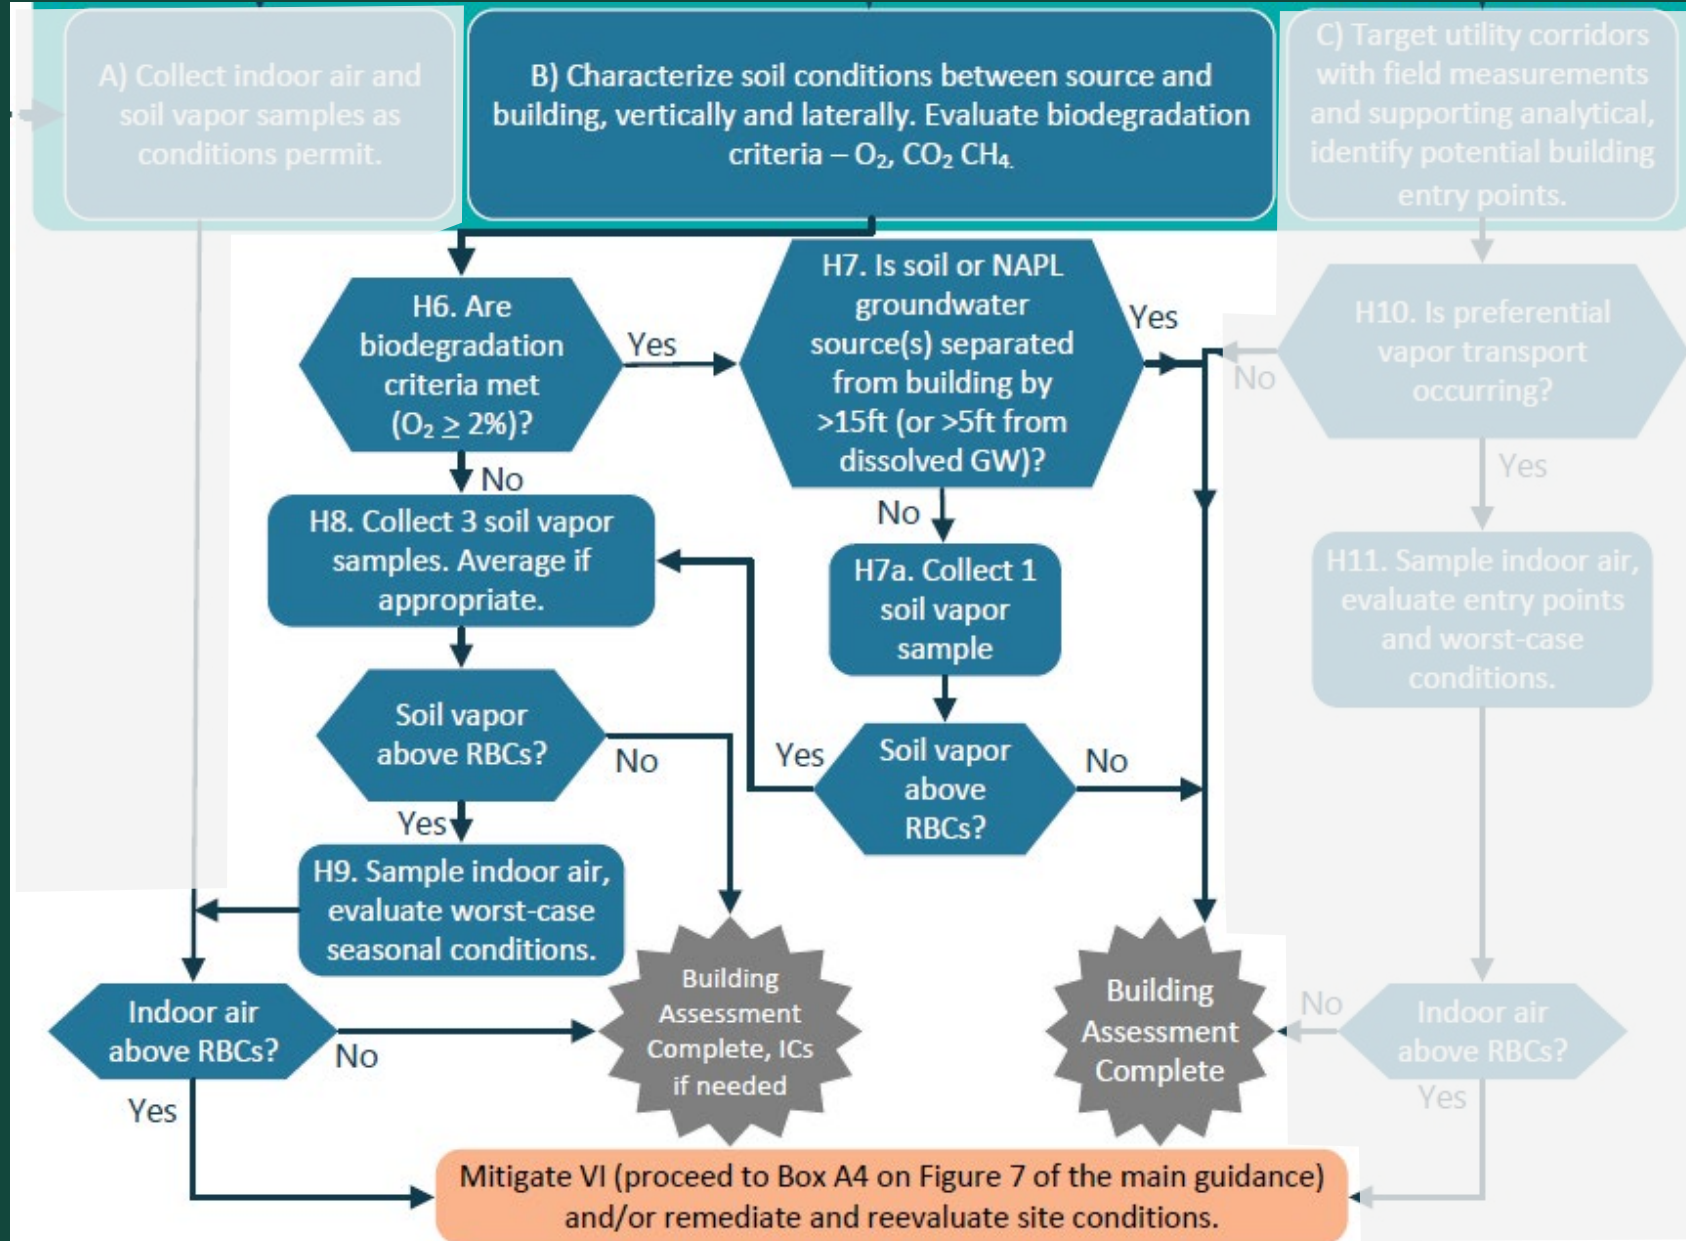 A) Collect indoor air and
soil vapor samples as
conditions permit.
B) Characterize soil conditions between source and
building, vertically and laterally. Evaluate biodegradation
criteria – O₂, CO₂ CH₄.
C) Target utility corridors
with field measurements
and supporting analytical,
identify potential building
entry points.
H6. Are
biodegradation
criteria met
(O₂ ≥ 2%)?
Yes
No
H7. Is soil or NAPL
groundwater
source(s) separated
from building by
>15ft (or >5ft from
dissolved GW)?
Yes
No
H10. Is preferential
vapor transport
occurring?
No
Yes
H8. Collect 3 soil vapor
samples. Average if
appropriate.
H7a. Collect 1
soil vapor
sample
H11. Sample indoor air,
evaluate entry points
and worst-case
conditions.
Soil vapor
above RBCs?
No
Yes
Soil vapor
above
RBCs?
Yes
No
H9. Sample indoor air,
evaluate worst-case
seasonal conditions.
Indoor air
above RBCs?
No
Yes
Building
Assessment
Complete, ICs
if needed
Building
Assessment
Complete
Indoor air
above RBCs?
No
Yes
Mitigate VI (proceed to Box A4 on Figure 7 of the main guidance)
and/or remediate and reevaluate site conditions.